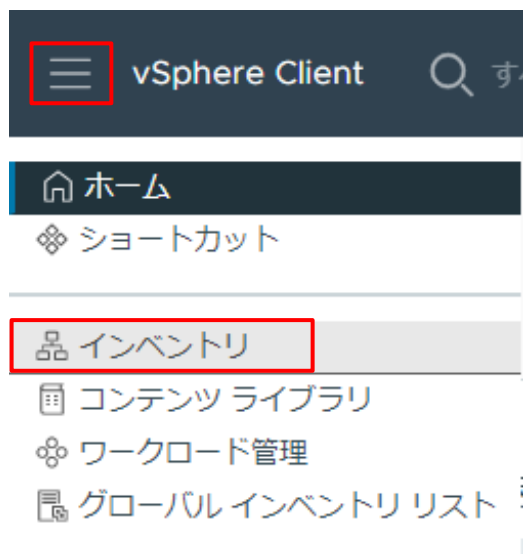 vSphere Client
ホーム
ショートカット
インベントリ
コンテンツ ライブラリ
ワークロード管理
グローバル インベントリ リスト